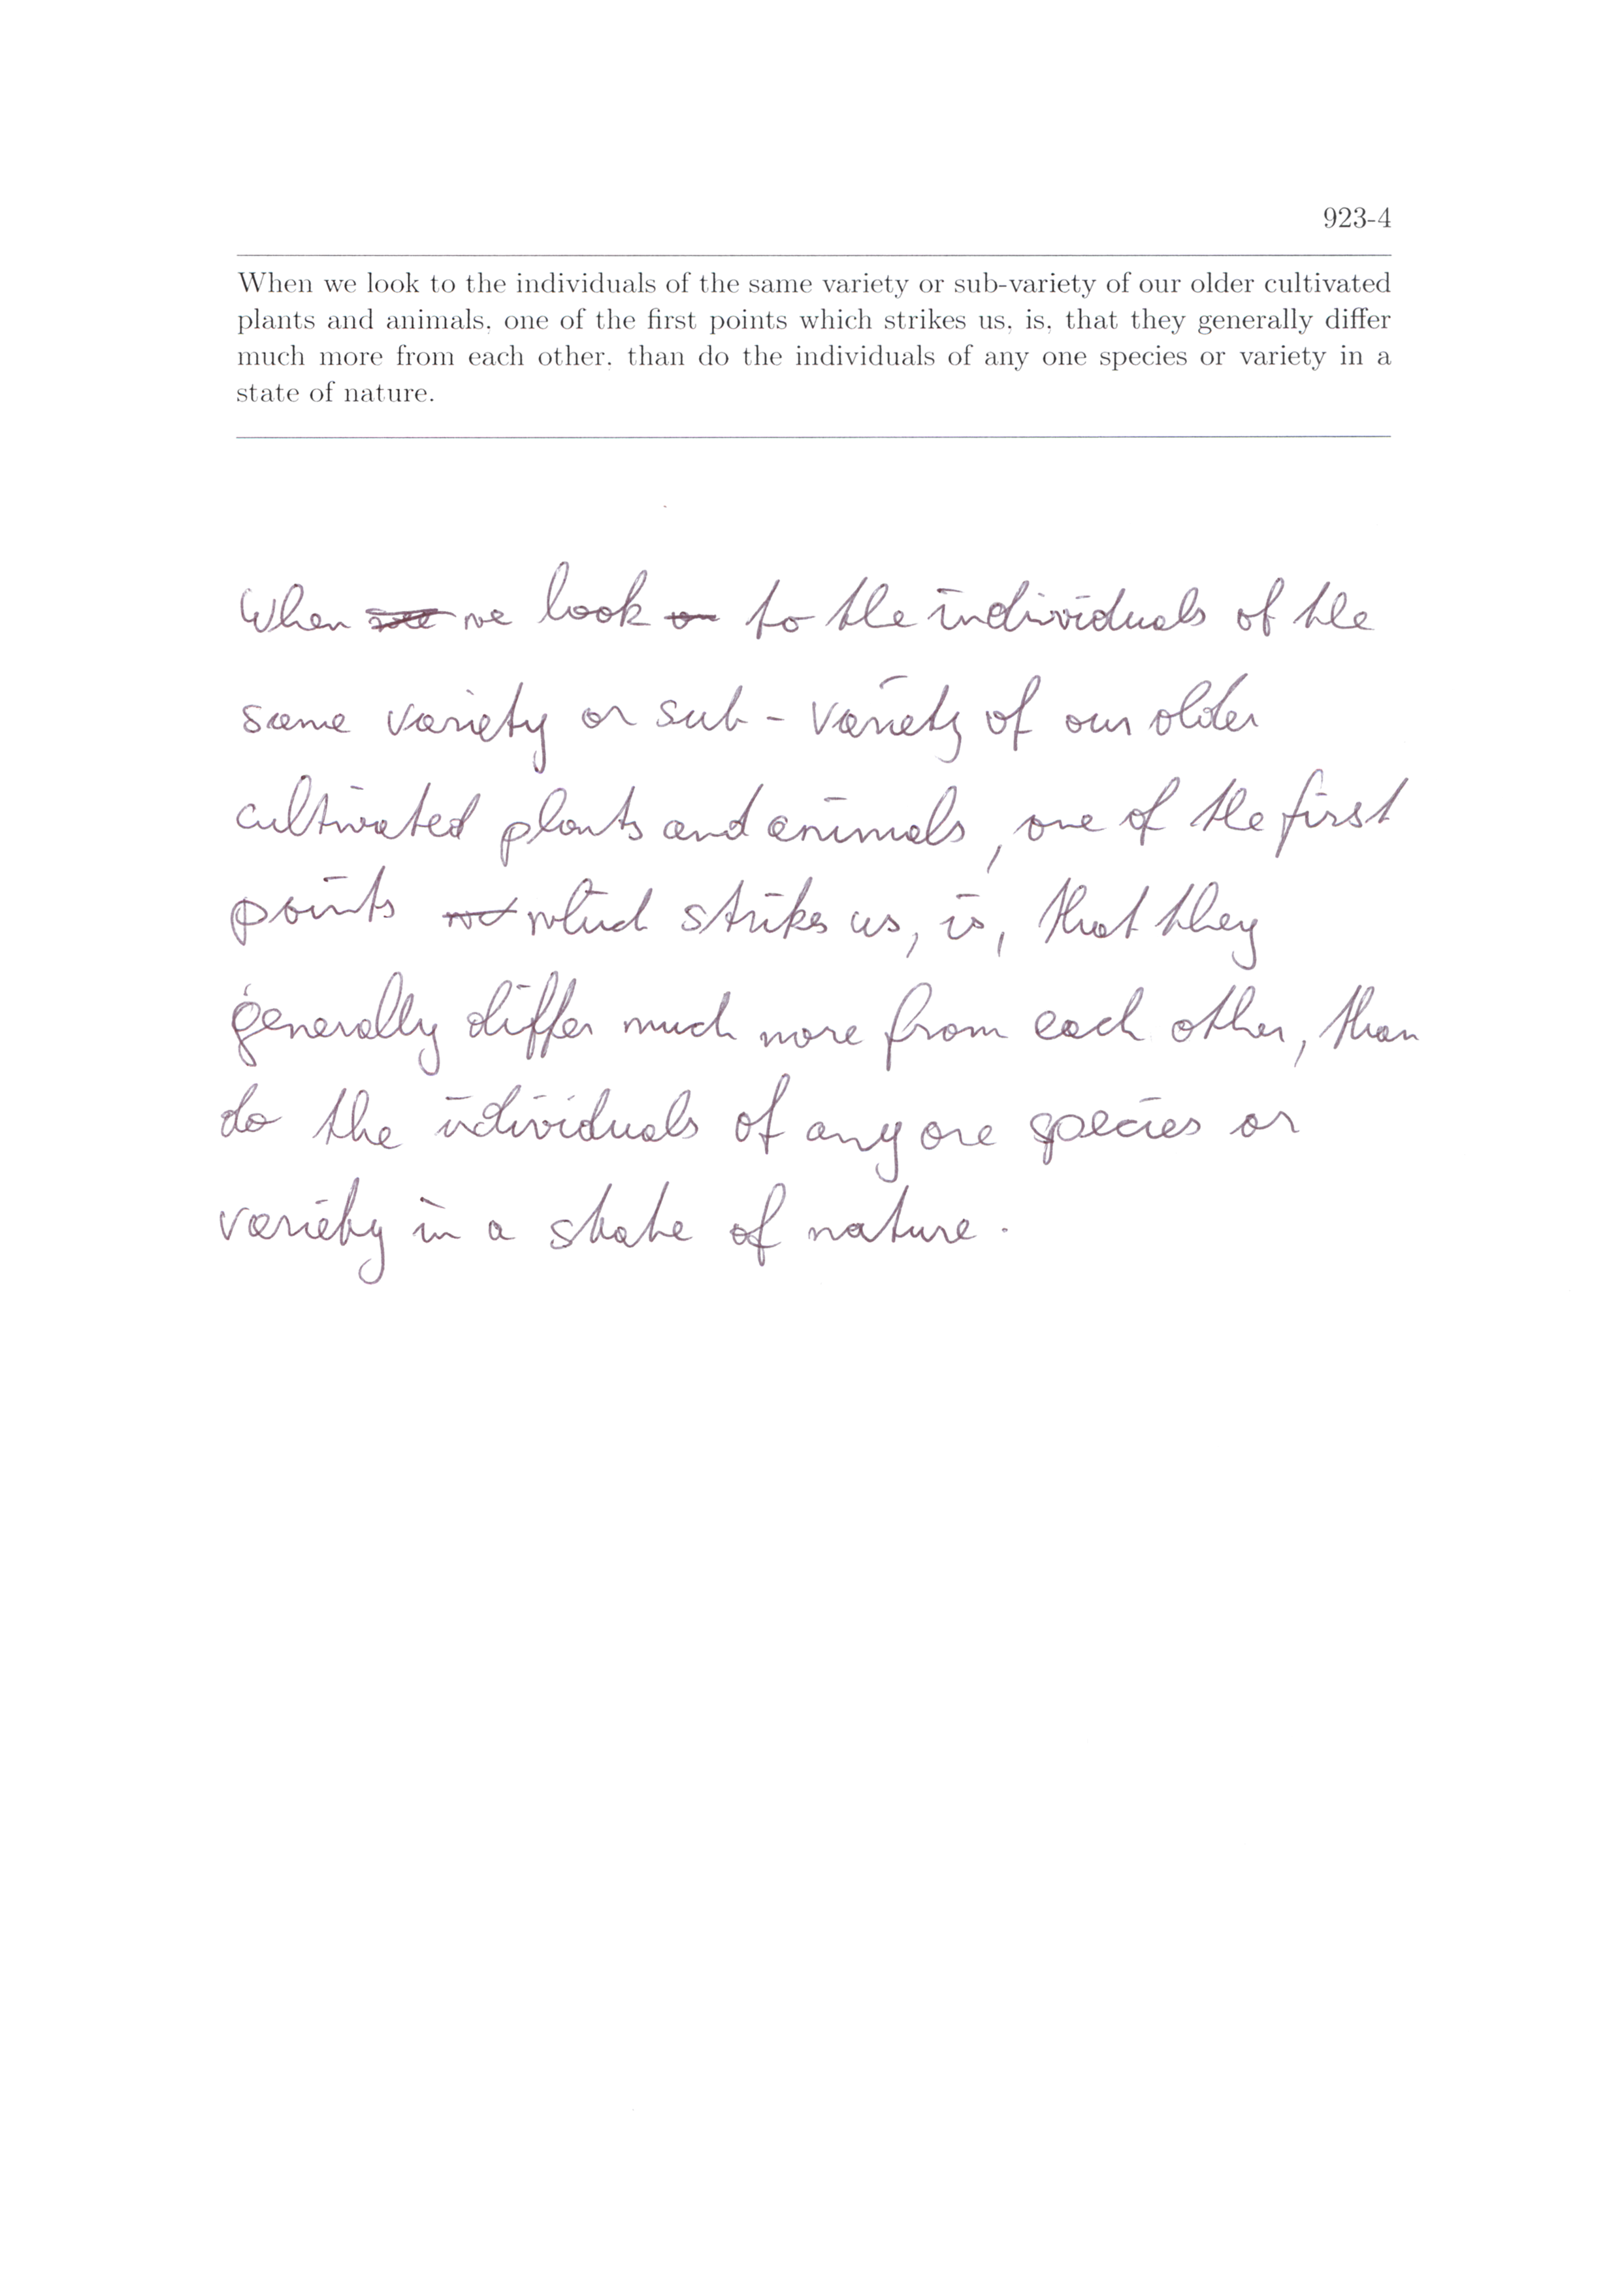 923-4
When we look to the individuals of the same variety or sub-variety of our older cultivated
plants and animals, one of the first points which strikes us, is, that they generally differ
much more from each other, than do the individuals of any one species or variety in a
state of nature.
When we look to the individuals of the
same variety or sub - variety of our older
cultivated plants and animals, one of the first
points which strikes us, is, that they
generally differ much more from each other, than
do the individuals of any one species or
variety in a state of nature.